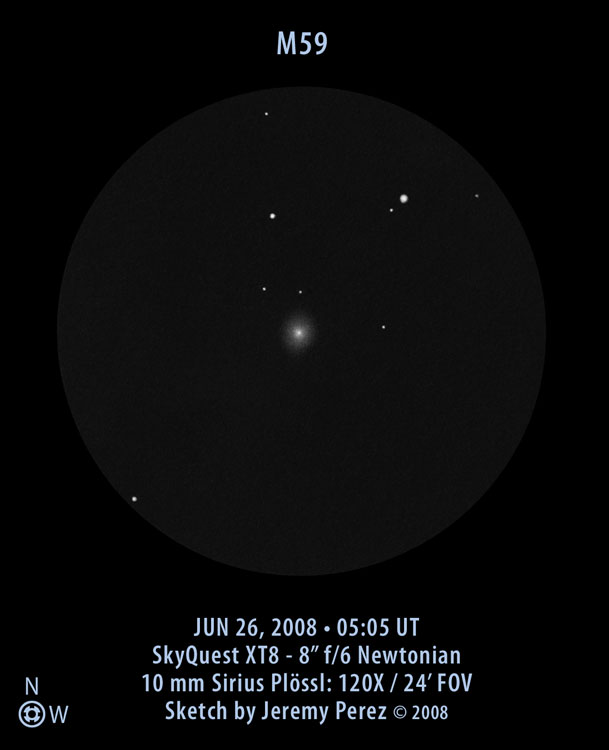 M59
JUN 26, 2008 • 05:05 UT
SkyQuest XT8 - 8” f/6 Newtonian
10 mm Sirius Plössl: 120X / 24’ FOV
Sketch by Jeremy Perez © 2008
N
W